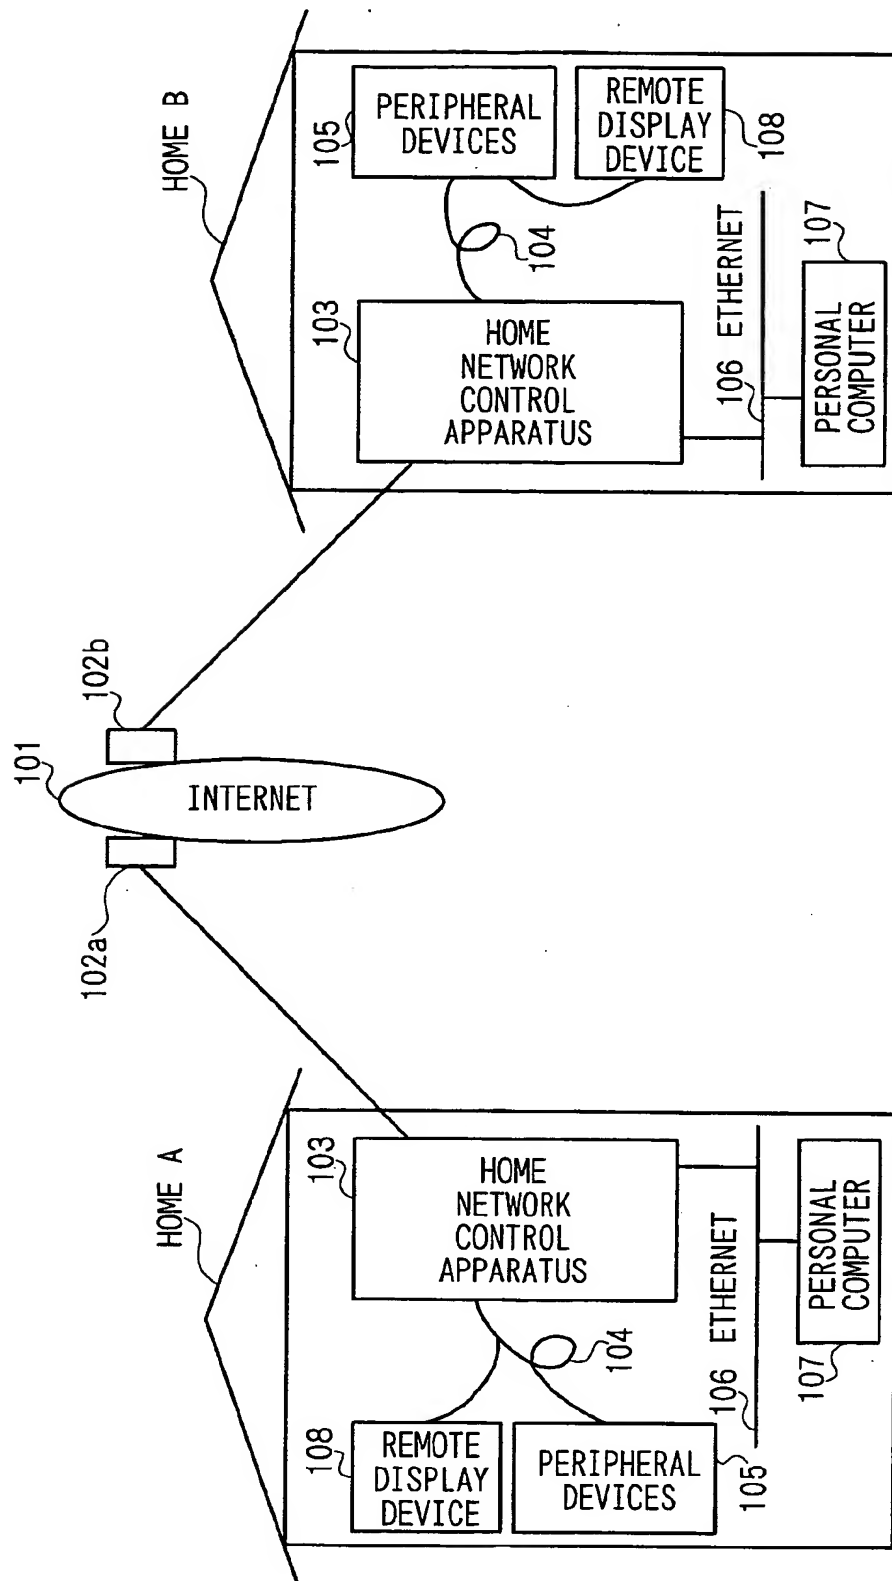 HOME A
108
REMOTE
DISPLAY
DEVICE
PERIPHERAL
DEVICES
105
104
103
HOME
NETWORK
CONTROL
APPARATUS
106 ETHERNET
107
PERSONAL
COMPUTER
101
102a
102b
INTERNET
HOME B
103
HOME
NETWORK
CONTROL
APPARATUS
104
105
PERIPHERAL
DEVICES
REMOTE
DISPLAY
DEVICE
108
106 ETHERNET
107
PERSONAL
COMPUTER